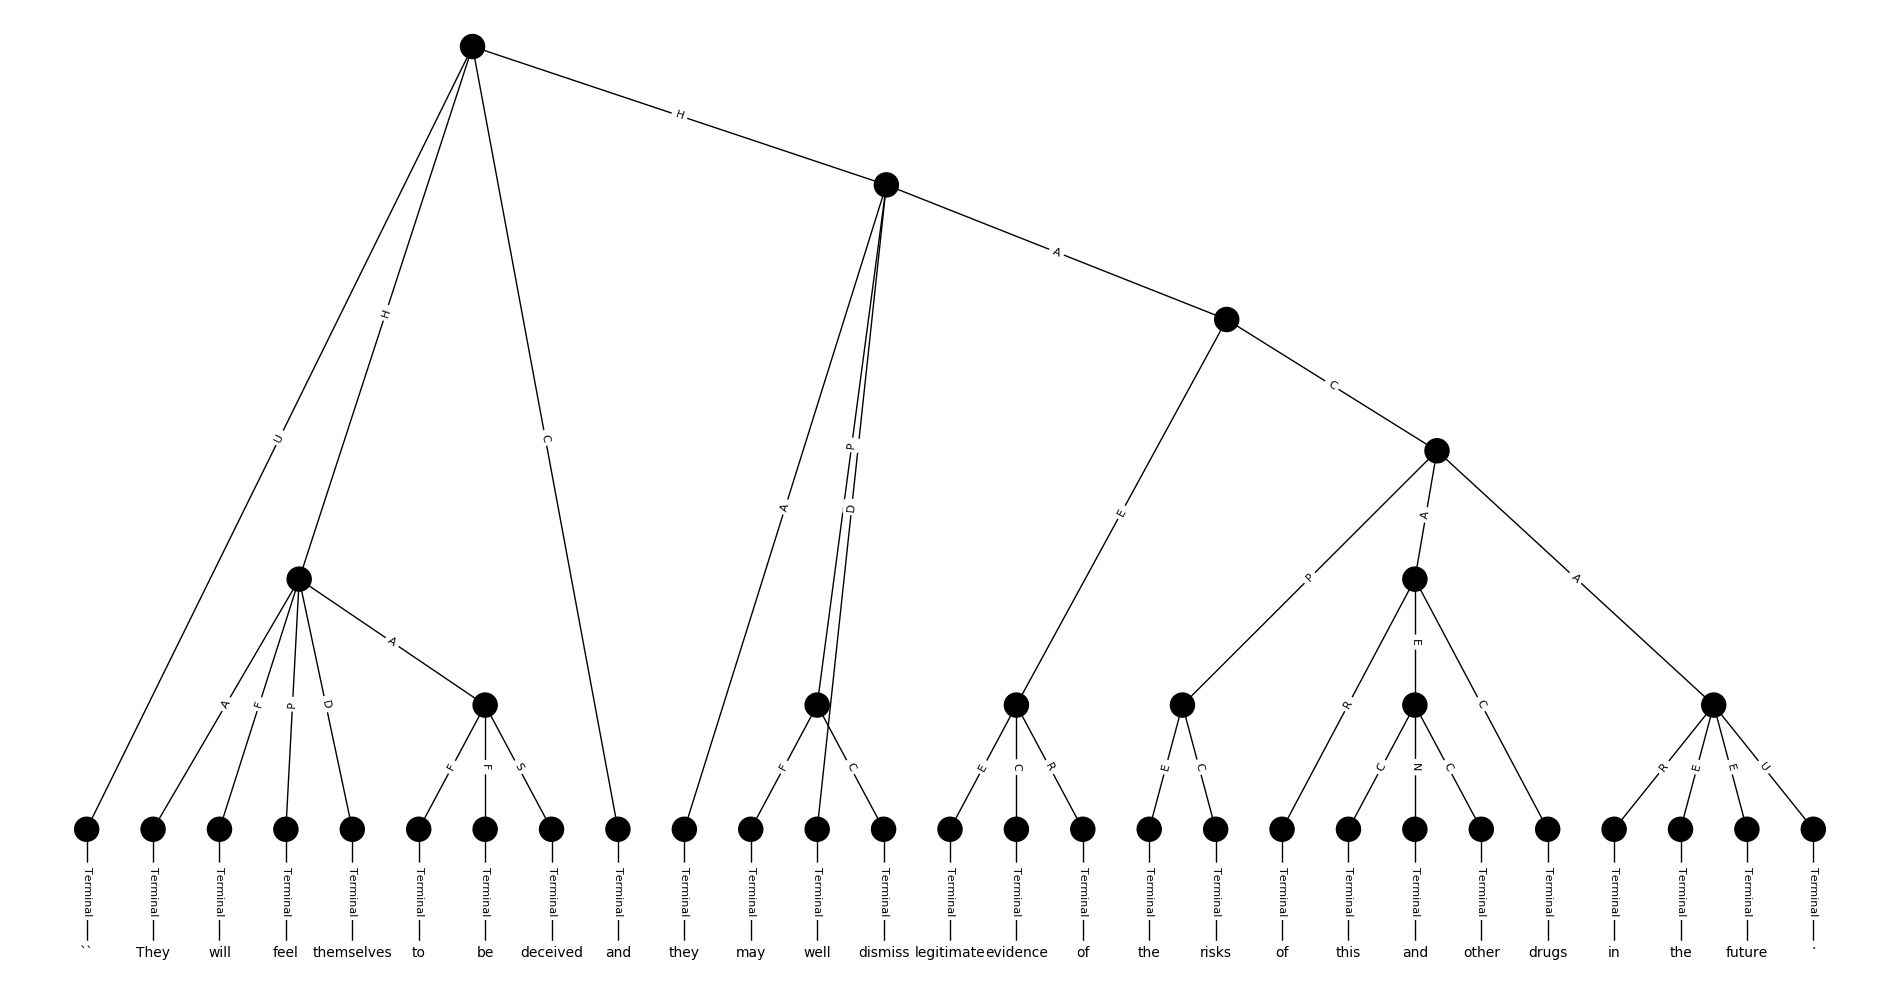 H
A
C
U
H
C
A
P
D
E
P
A
A
A
F
P
D
A
R
E
C
F
F
S
F
C
E
C
R
E
C
C
N
C
R
E
E
U
Terminal Terminal Terminal Terminal Terminal Terminal Terminal Terminal Terminal Terminal Terminal Terminal Terminal Terminal Terminal Terminal Terminal Terminal Terminal Terminal Terminal Terminal Terminal Terminal Terminal Terminal Terminal
`` They will feel themselves to be deceived and they may well dismiss legitimate evidence of the risks of this and other drugs in the future .